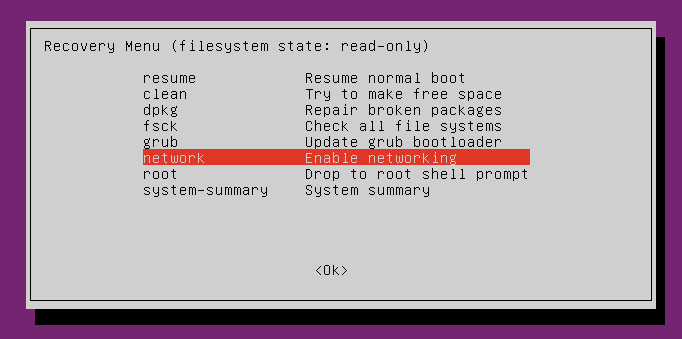 Recovery Menu (filesystem state: read-only)
resume Resume normal boot
clean Try to make free space
dpkg Repair broken packages
fsck Check all file systems
grub Update grub bootloader
network Enable networking
root Drop to root shell prompt
system-summary System summary
<Ok>